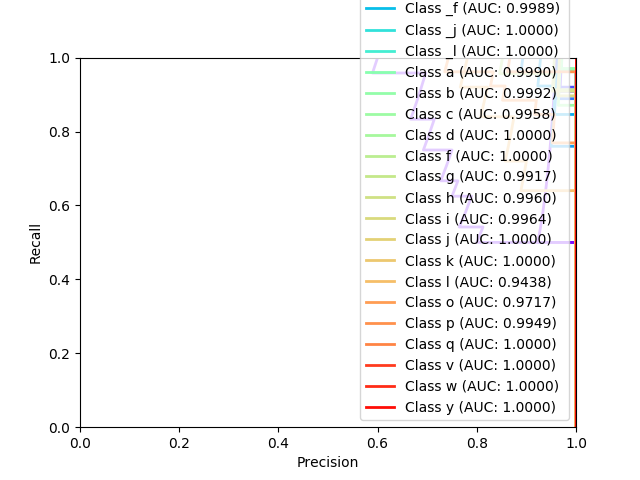 Class _f (AUC: 0.9989)
Class _j (AUC: 1.0000)
Class _l (AUC: 1.0000)
Class a (AUC: 0.9990)
Class b (AUC: 0.9992)
Class c (AUC: 0.9958)
Class d (AUC: 1.0000)
Class f (AUC: 1.0000)
Class g (AUC: 0.9917)
Class h (AUC: 0.9960)
Class i (AUC: 0.9964)
Class j (AUC: 1.0000)
Class k (AUC: 1.0000)
Class l (AUC: 0.9438)
Class o (AUC: 0.9717)
Class p (AUC: 0.9949)
Class q (AUC: 1.0000)
Class v (AUC: 1.0000)
Class w (AUC: 1.0000)
Class y (AUC: 1.0000)
1.0
0.8
0.6
0.4
0.2
0.0
Recall
0.0 0.2 0.4 0.6 0.8 1.0
Precision